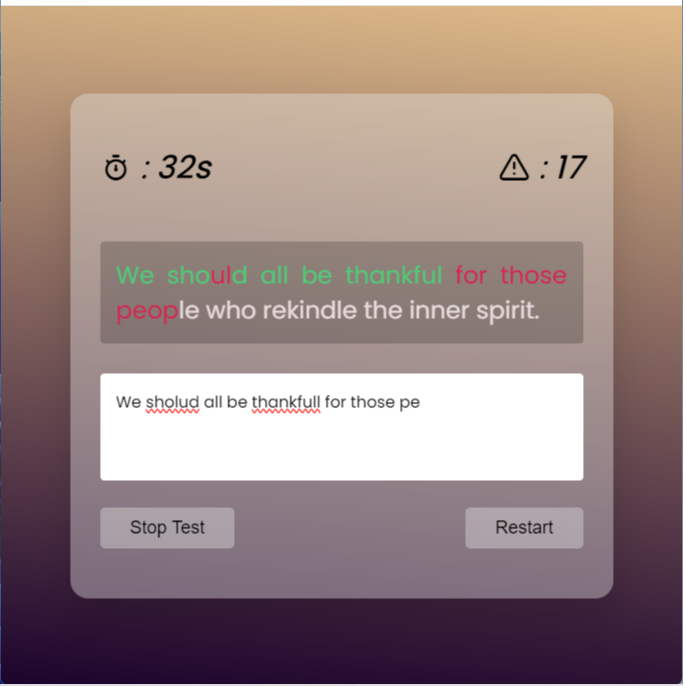 : 32s
: 17
We should all be thankful for those
people who rekindle the inner spirit.
We sholud all be thankfull for those pe
Stop Test
Restart